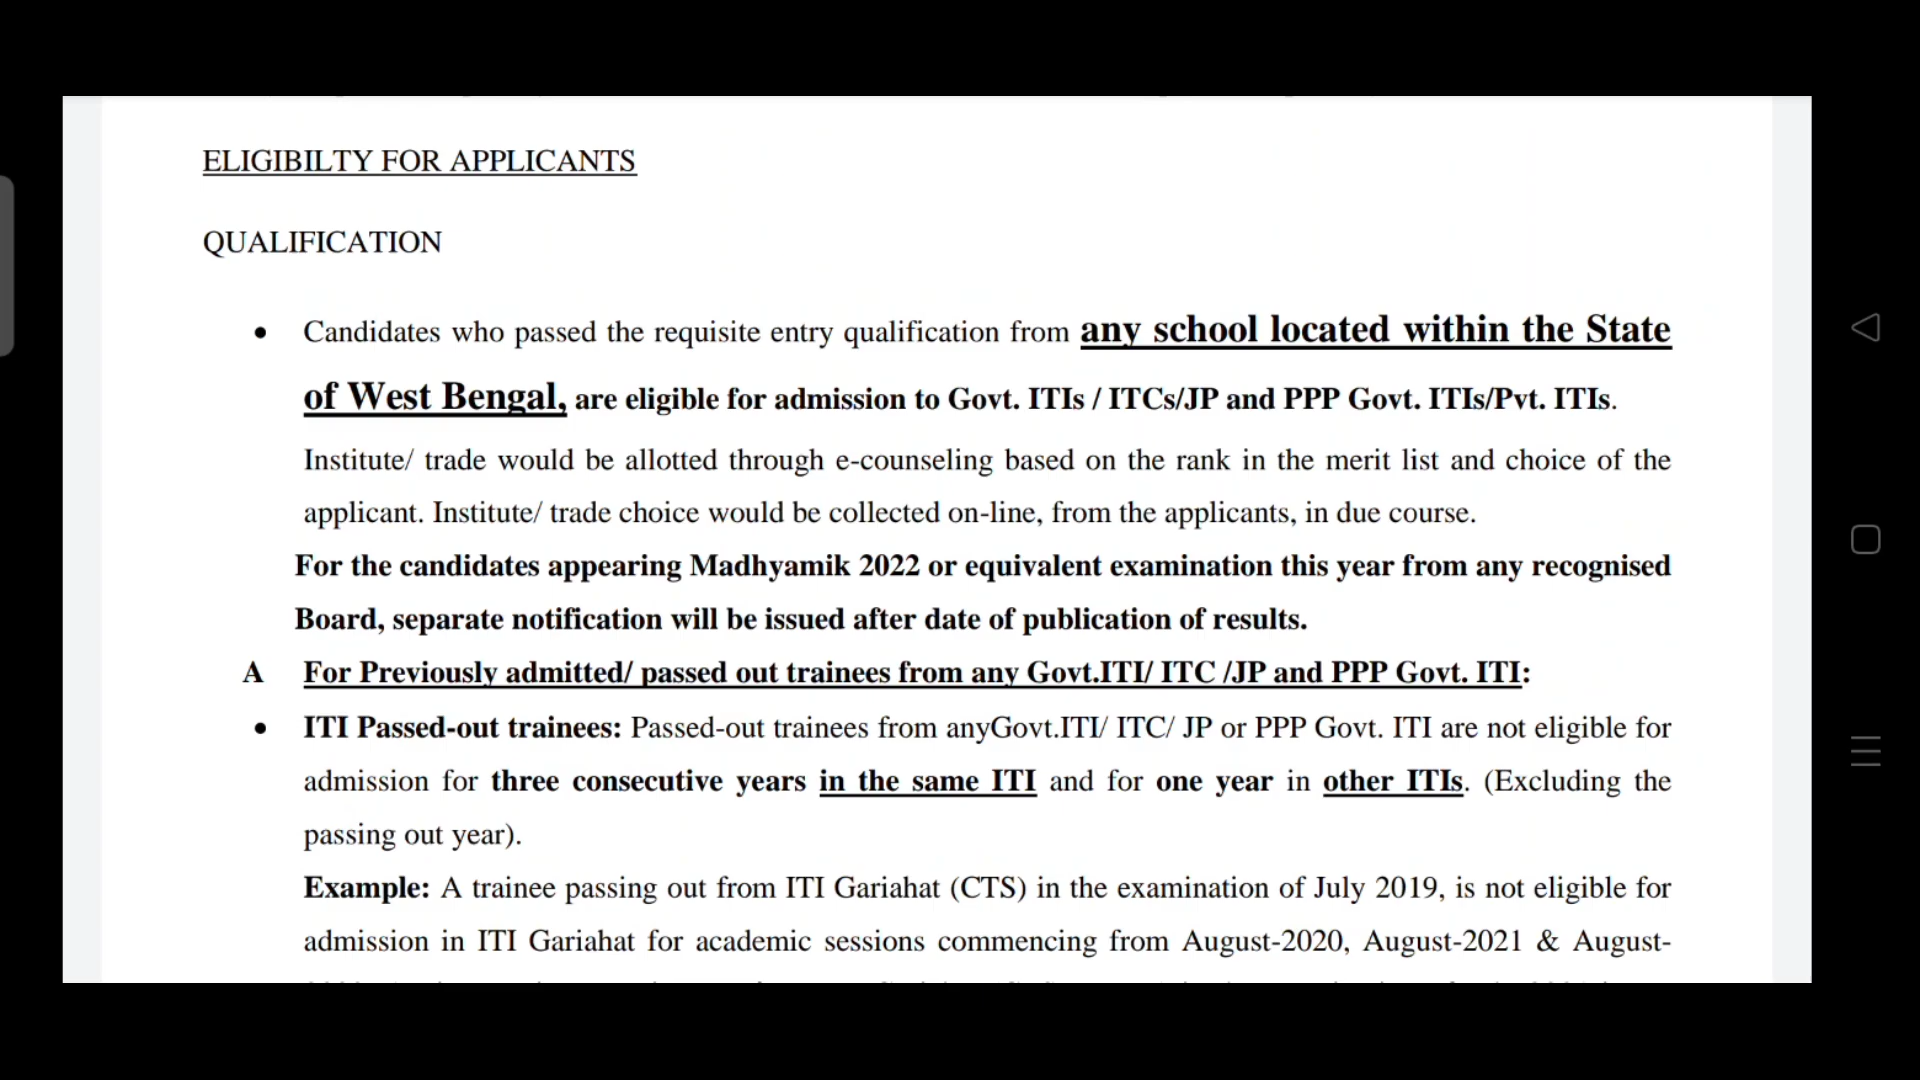 ELIGIBILTY FOR APPLICANTS
QUALIFICATION
• Candidates who passed the requisite entry qualification from any school located within the State
of West Bengal, are eligible for admission to Govt. ITIs / ITCs/JP and PPP Govt. ITIs/Pvt. ITIs.
Institute/ trade would be allotted through e-counseling based on the rank in the merit list and choice of the
applicant. Institute/ trade choice would be collected on-line, from the applicants, in due course.
For the candidates appearing Madhyamik 2022 or equivalent examination this year from any recognised
Board, separate notification will be issued after date of publication of results.
A For Previously admitted/ passed out trainees from any Govt.ITI/ ITC /JP and PPP Govt. ITI:
• ITI Passed-out trainees: Passed-out trainees from anyGovt.ITI/ ITC/ JP or PPP Govt. ITI are not eligible for
admission for three consecutive years in the same ITI and for one year in other ITIs. (Excluding the
passing out year).
Example: A trainee passing out from ITI Gariahat (CTS) in the examination of July 2019, is not eligible for
admission in ITI Gariahat for academic sessions commencing from August-2020, August-2021 & August-